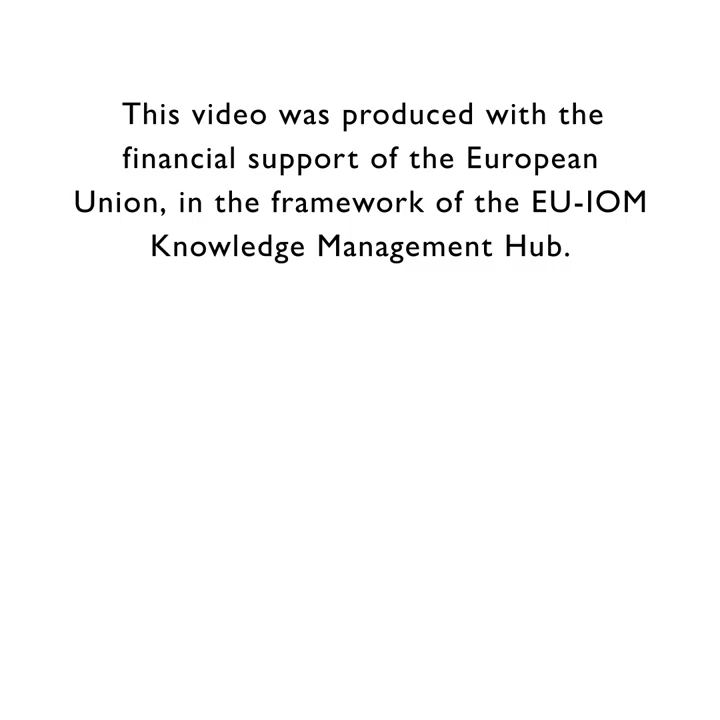 This video was produced with the
financial support of the European
Union, in the framework of the EU-IOM
Knowledge Management Hub.